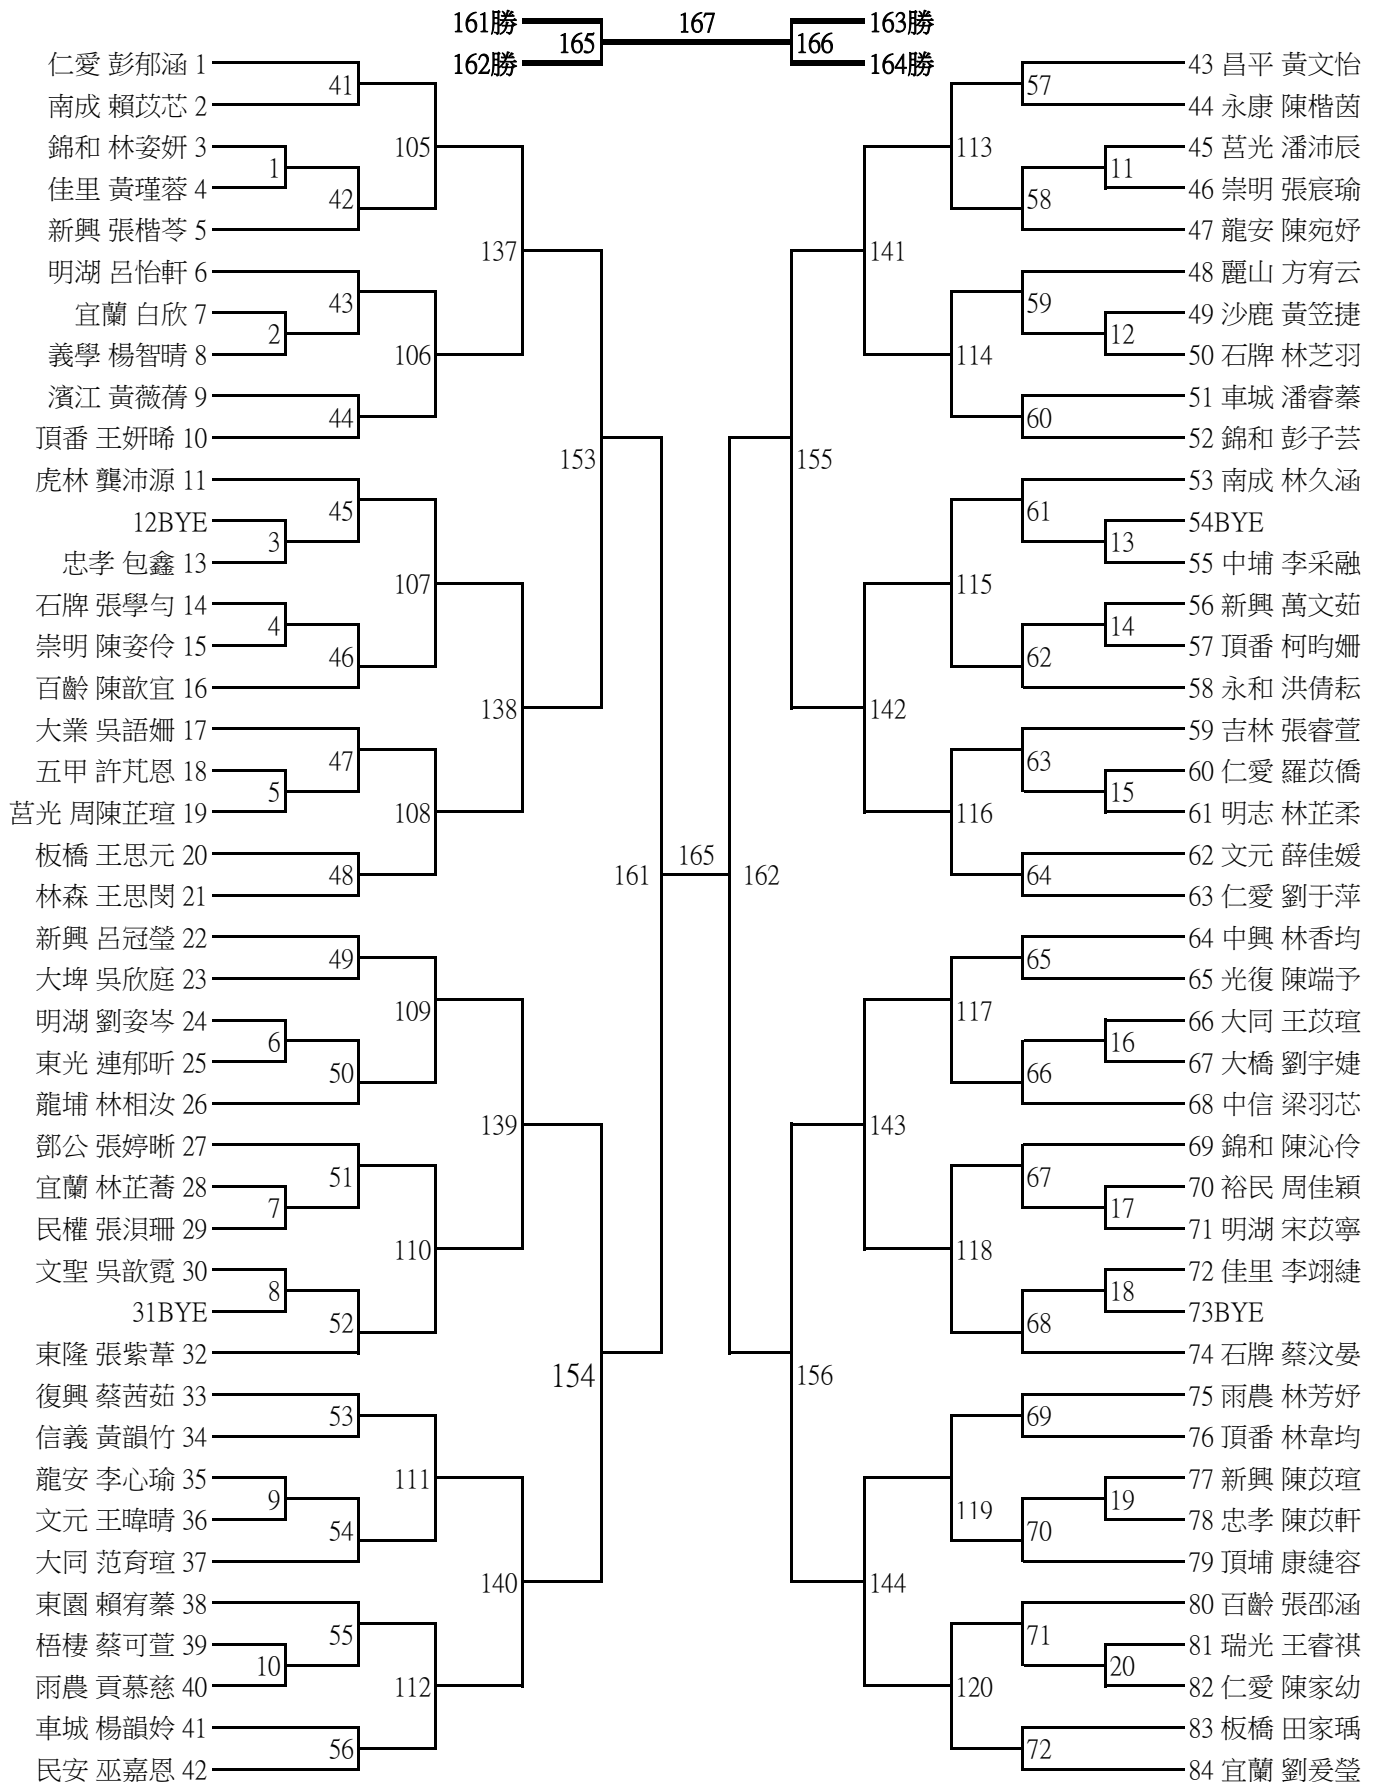 161勝 167 163勝
165 166
162勝 164勝
仁愛 彭郁涵 1
41
南成 賴苡芯 2
錦和 林姿妍 3
105
1
佳里 黃瑾蓉 4
42
新興 張楷苓 5
137
明湖 呂怡軒 6
43
宜蘭 白欣 7
2
義學 楊智晴 8
106
濱江 黃薇蒨 9
44
頂番 王妍晞 10
153
虎林 龔沛源 11
45
12BYE
3
忠孝 包鑫 13
107
石牌 張學勻 14
4
崇明 陳姿伶 15
46
百齡 陳歆宜 16
138
大業 吳語姍 17
47
五甲 許芃恩 18
5
莒光 周陳芷瑄 19
108
板橋 王思元 20
48
161
林森 王思閔 21
新興 呂冠瑩 22
49
大埤 吳欣庭 23
109
明湖 劉姿岑 24
6
東光 連郁昕 25
50
龍埔 林相汝 26
139
鄧公 張婷晰 27
51
宜蘭 林芷蕎 28
7
民權 張浿珊 29
110
文聖 吳歆霓 30
8
31BYE
52
東隆 張紫葦 32
154
復興 蔡茜茹 33
53
信義 黃韻竹 34
龍安 李心瑜 35
111
9
文元 王暐晴 36
54
大同 范育瑄 37
140
東園 賴宥蓁 38
55
梧棲 蔡可萱 39
10
雨農 貢慕慈 40
112
車城 楊韻姈 41
56
民安 巫嘉恩 42
165
43 昌平 黃文怡
57
44 永康 陳楷茵
45 莒光 潘沛辰
113
11
46 崇明 張宸瑜
58
47 龍安 陳宛妤
141
48 麗山 方宥云
59
49 沙鹿 黃笠捷
12
50 石牌 林芝羽
114
51 車城 潘睿蓁
60
52 錦和 彭子芸
155
53 南成 林久涵
61
54BYE
13
55 中埔 李采融
115
56 新興 萬文茹
14
57 頂番 柯昀姍
62
58 永和 洪倩耘
142
59 吉林 張睿萱
63
60 仁愛 羅苡僑
15
61 明志 林芷柔
116
62 文元 薛佳媛
64
162
63 仁愛 劉于萍
64 中興 林香均
65
65 光復 陳端予
117
66 大同 王苡瑄
16
67 大橋 劉宇婕
66
68 中信 梁羽芯
143
69 錦和 陳沁伶
67
70 裕民 周佳穎
17
71 明湖 宋苡寧
118
72 佳里 李翊緁
18
73BYE
68
74 石牌 蔡汶晏
156
75 雨農 林芳妤
69
76 頂番 林韋均
77 新興 陳苡瑄
119
19
78 忠孝 陳苡軒
70
79 頂埔 康緁容
144
80 百齡 張邵涵
71
81 瑞光 王睿祺
20
82 仁愛 陳家幼
120
83 板橋 田家瑀
72
84 宜蘭 劉爰瑩